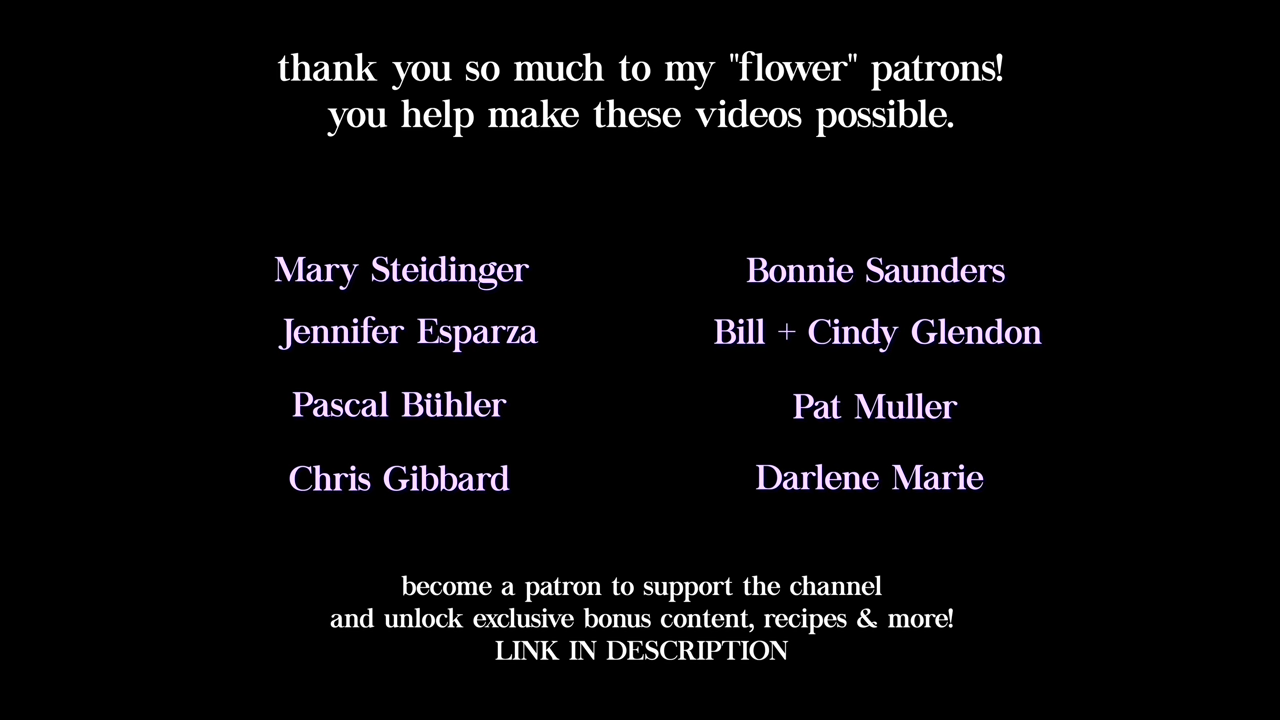 thank you so much to my "flower" patrons!
you help make these videos possible.
Mary Steidinger
Bonnie Saunders
Jennifer Esparza
Bill + Cindy Glendon
Pascal Bühler
Pat Muller
Chris Gibbard
Darlene Marie
become a patron to support the channel
and unlock exclusive bonus content, recipes & more!
LINK IN DESCRIPTION